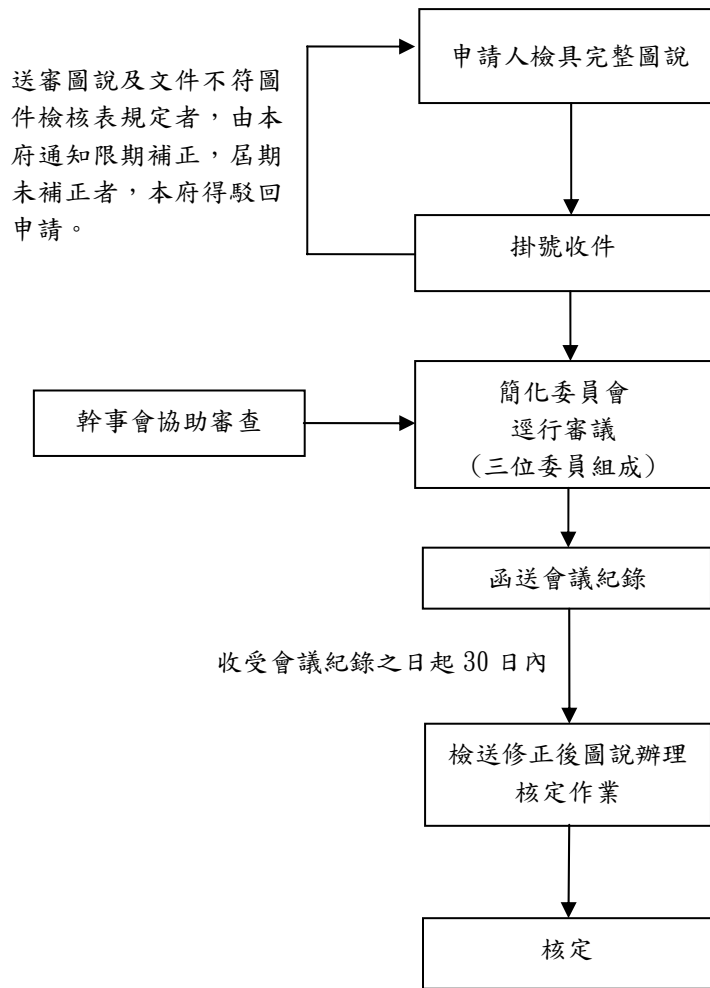 申請人檢具完整圖說
送審圖說及文件不符圖
件檢核表規定者，由本
府通知限期補正，屆期
未補正者，本府得駁回
申請。
掛號收件
簡化委員會
逕行審議
（三位委員組成）
幹事會協助審查
函送會議紀錄
收受會議紀錄之日起 30 日內
檢送修正後圖說辦理
核定作業
核定